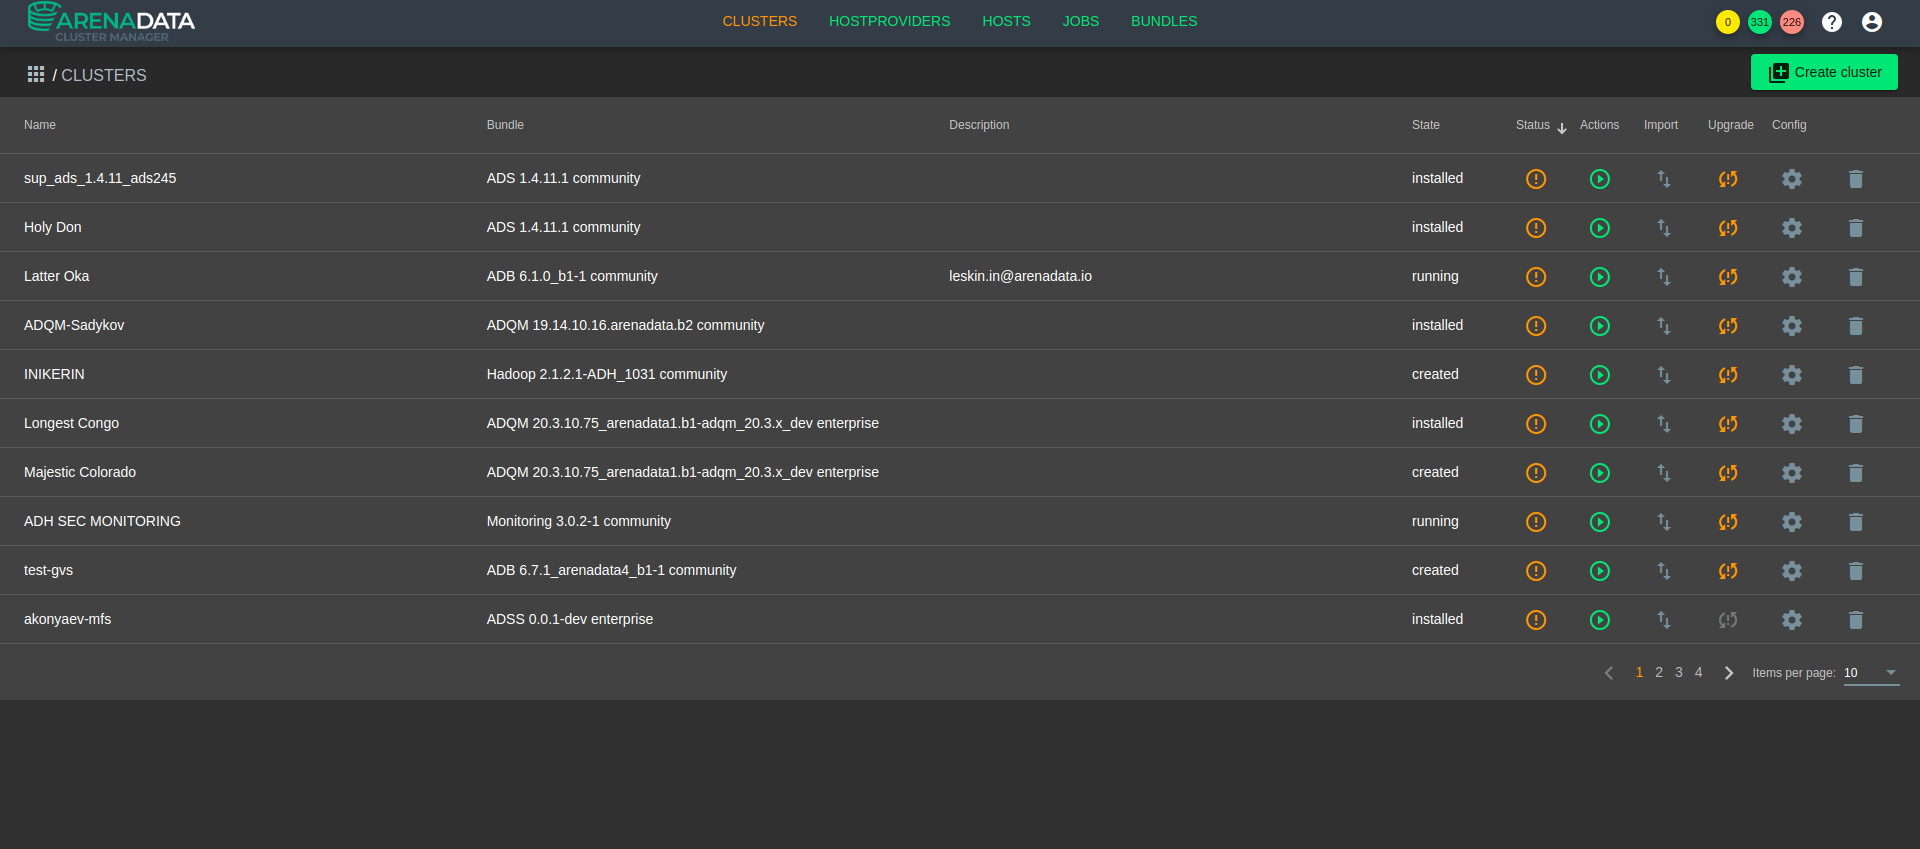 ARENADATA
CLUSTER MANAGER
CLUSTERS HOSTPROVIDERS HOSTS JOBS BUNDLES
0 331 226
/ CLUSTERS
Create cluster
Name Bundle Description State Status Actions Import Upgrade Config
sup_ads_1.4.11_ads245 ADS 1.4.11.1 community installed
Holy Don ADS 1.4.11.1 community installed
Latter Oka ADB 6.1.0_b1-1 community leskin.in@arenadata.io running
ADQM-Sadykov ADQM 19.14.10.16.arenadata.b2 community installed
INIKERIN Hadoop 2.1.2.1-ADH_1031 community created
Longest Congo ADQM 20.3.10.75_arenadata1.b1-adqm_20.3.x_dev enterprise installed
Majestic Colorado ADQM 20.3.10.75_arenadata1.b1-adqm_20.3.x_dev enterprise created
ADH SEC MONITORING Monitoring 3.0.2-1 community running
test-gvs ADB 6.7.1_arenadata4_b1-1 community created
akonyaev-mfs ADSS 0.0.1-dev enterprise installed
1 2 3 4 Items per page: 10